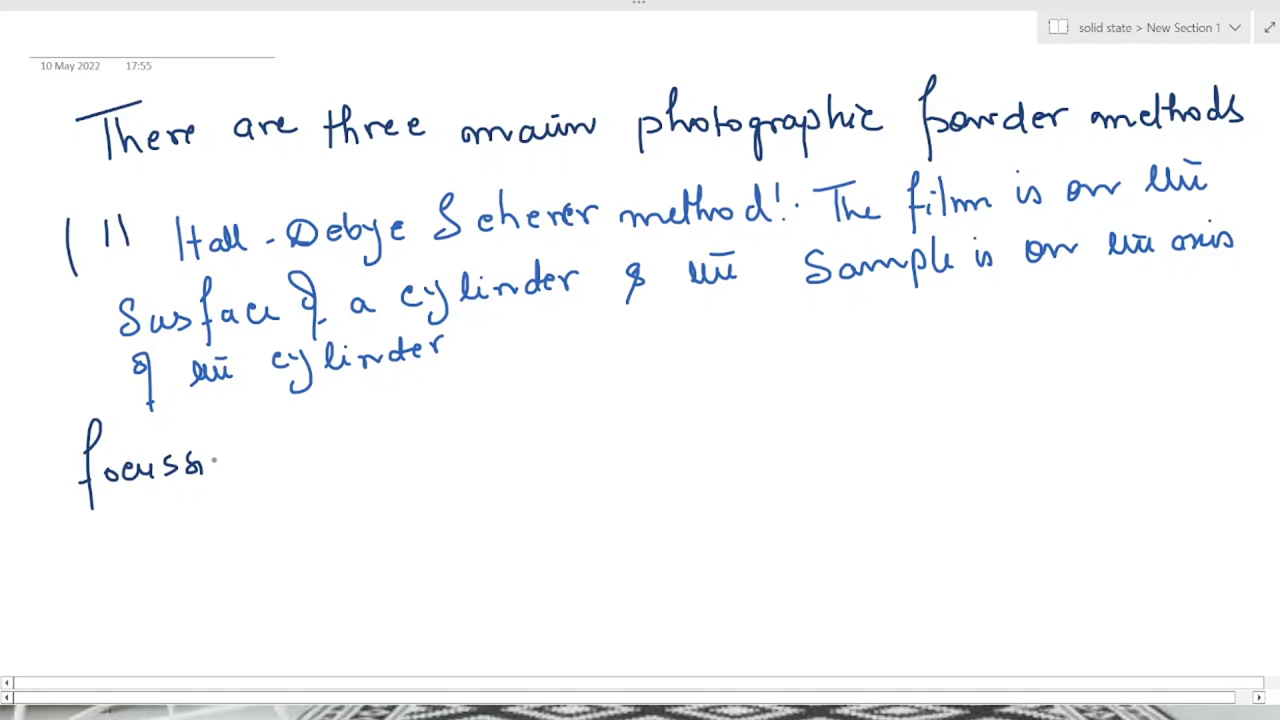 solid state > New Section 1
10 May 2022 17:55
There are three main photographic powder methods
(1) Hall-Debye Scherer method:. The film is on the
Surface of a cylinder & the Sample is on the axis
of the cylinder
focuss